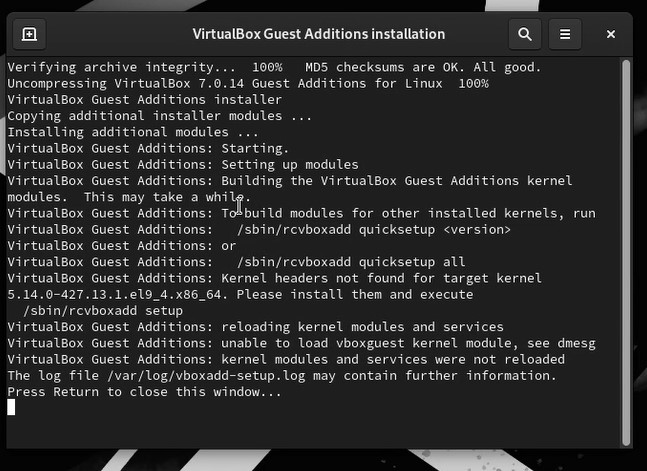 VirtualBox Guest Additions installation
Verifying archive integrity...  100%   MD5 checksums are OK. All good.
Uncompressing VirtualBox 7.0.14 Guest Additions for Linux  100%
VirtualBox Guest Additions installer
Copying additional installer modules ...
Installing additional modules ...
VirtualBox Guest Additions: Starting.
VirtualBox Guest Additions: Setting up modules
VirtualBox Guest Additions: Building the VirtualBox Guest Additions kernel
modules.  This may take a while.
VirtualBox Guest Additions: To build modules for other installed kernels, run
VirtualBox Guest Additions:   /sbin/rcvboxadd quicksetup <version>
VirtualBox Guest Additions: or
VirtualBox Guest Additions:   /sbin/rcvboxadd quicksetup all
VirtualBox Guest Additions: Kernel headers not found for target kernel
5.14.0-427.13.1.el9_4.x86_64. Please install them and execute
  /sbin/rcvboxadd setup
VirtualBox Guest Additions: reloading kernel modules and services
VirtualBox Guest Additions: unable to load vboxguest kernel module, see dmesg
VirtualBox Guest Additions: kernel modules and services were not reloaded
The log file /var/log/vboxadd-setup.log may contain further information.
Press Return to close this window...